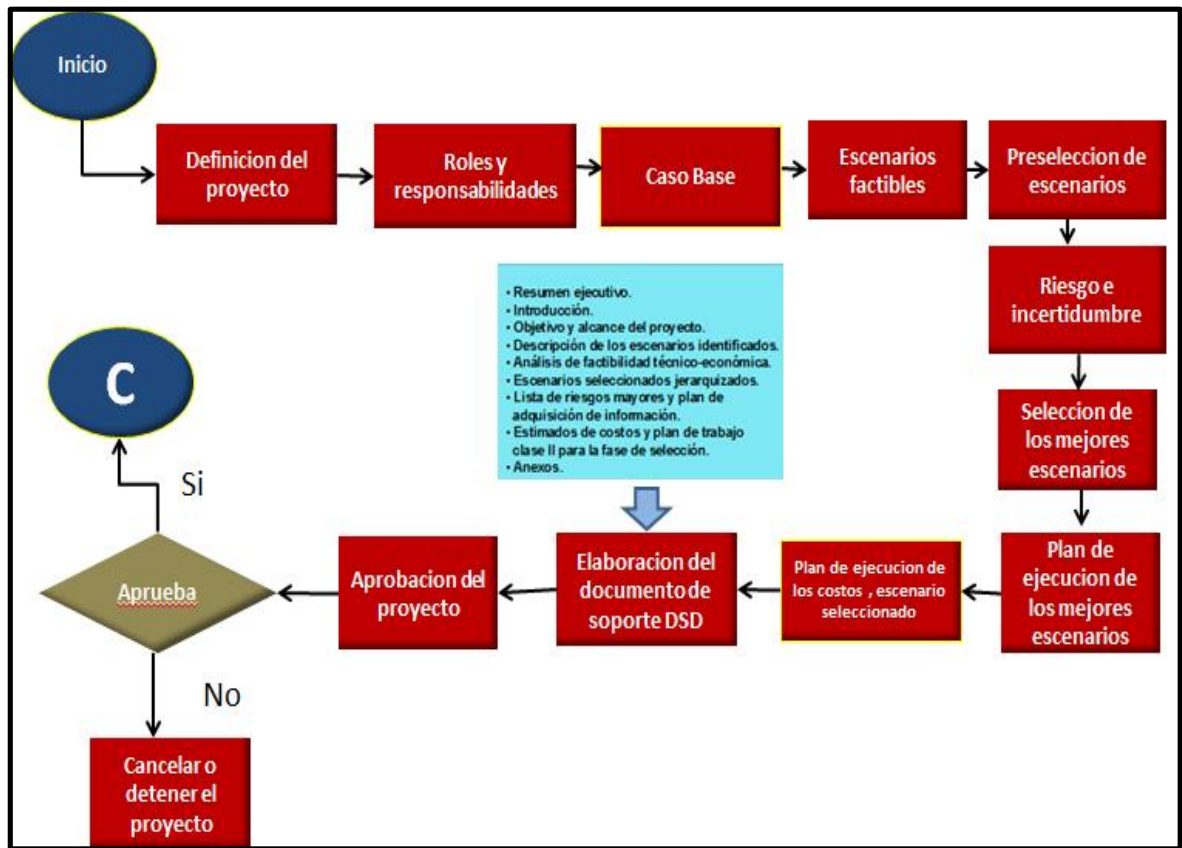 Inicio
Definicion del
proyecto
Roles y
responsabilidades
Caso Base
Escenarios
factibles
Preseleccion de
escenarios
Riesgo e
incertidumbre
• Resumen ejecutivo.
• Introducción.
• Objetivo y alcance del proyecto.
• Descripción de los escenarios identificados.
• Análisis de factibilidad técnico-económica.
• Escenarios seleccionados jerarquizados.
• Lista de riesgos mayores y plan de
adquisición de información.
• Estimados de costos y plan de trabajo
clase II para la fase de selección.
• Anexos.
Seleccion de
los mejores
escenarios
Plan de
ejecucion de
los mejores
escenarios
Plan de ejecucion de
los costos , escenario
seleccionado
Elaboracion del
documento de
soporte DSD
Aprobacion del
proyecto
Aprueba
Si
C
No
Cancelar o
detener el
proyecto